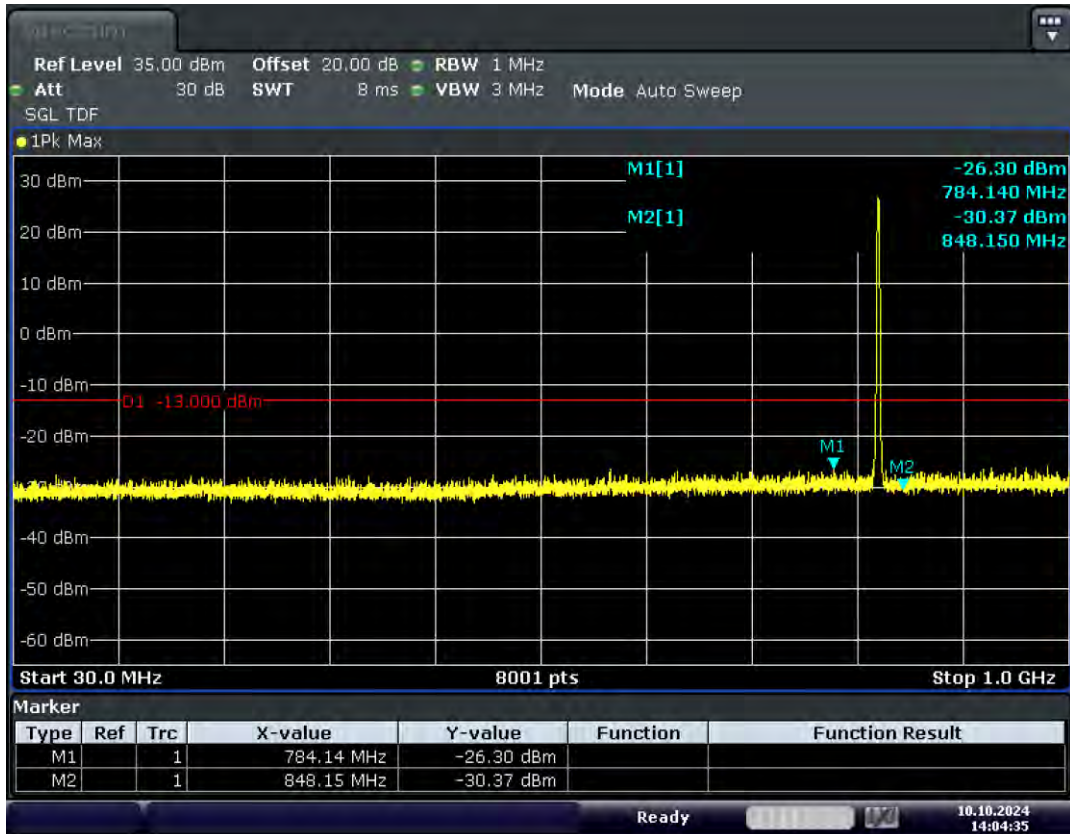 Spectrum
Ref Level 35.00 dBm Offset 20.00 dB RBW 1 MHz
Att 30 dB SWT 8 ms VBW 3 MHz Mode Auto Sweep
SGL TDF
1Pk Max
M1[1] -26.30 dBm
784.140 MHz
M2[1] -30.37 dBm
848.150 MHz
30 dBm
20 dBm
10 dBm
0 dBm
-10 dBm
D1 -13.000 dBm
-20 dBm
M1
M2
-40 dBm
-50 dBm
-60 dBm
Start 30.0 MHz 8001 pts Stop 1.0 GHz
Marker
Type Ref Trc X-value Y-value Function Function Result
M1 1 784.14 MHz -26.30 dBm
M2 1 848.15 MHz -30.37 dBm
Ready 10.10.2024
14:04:35